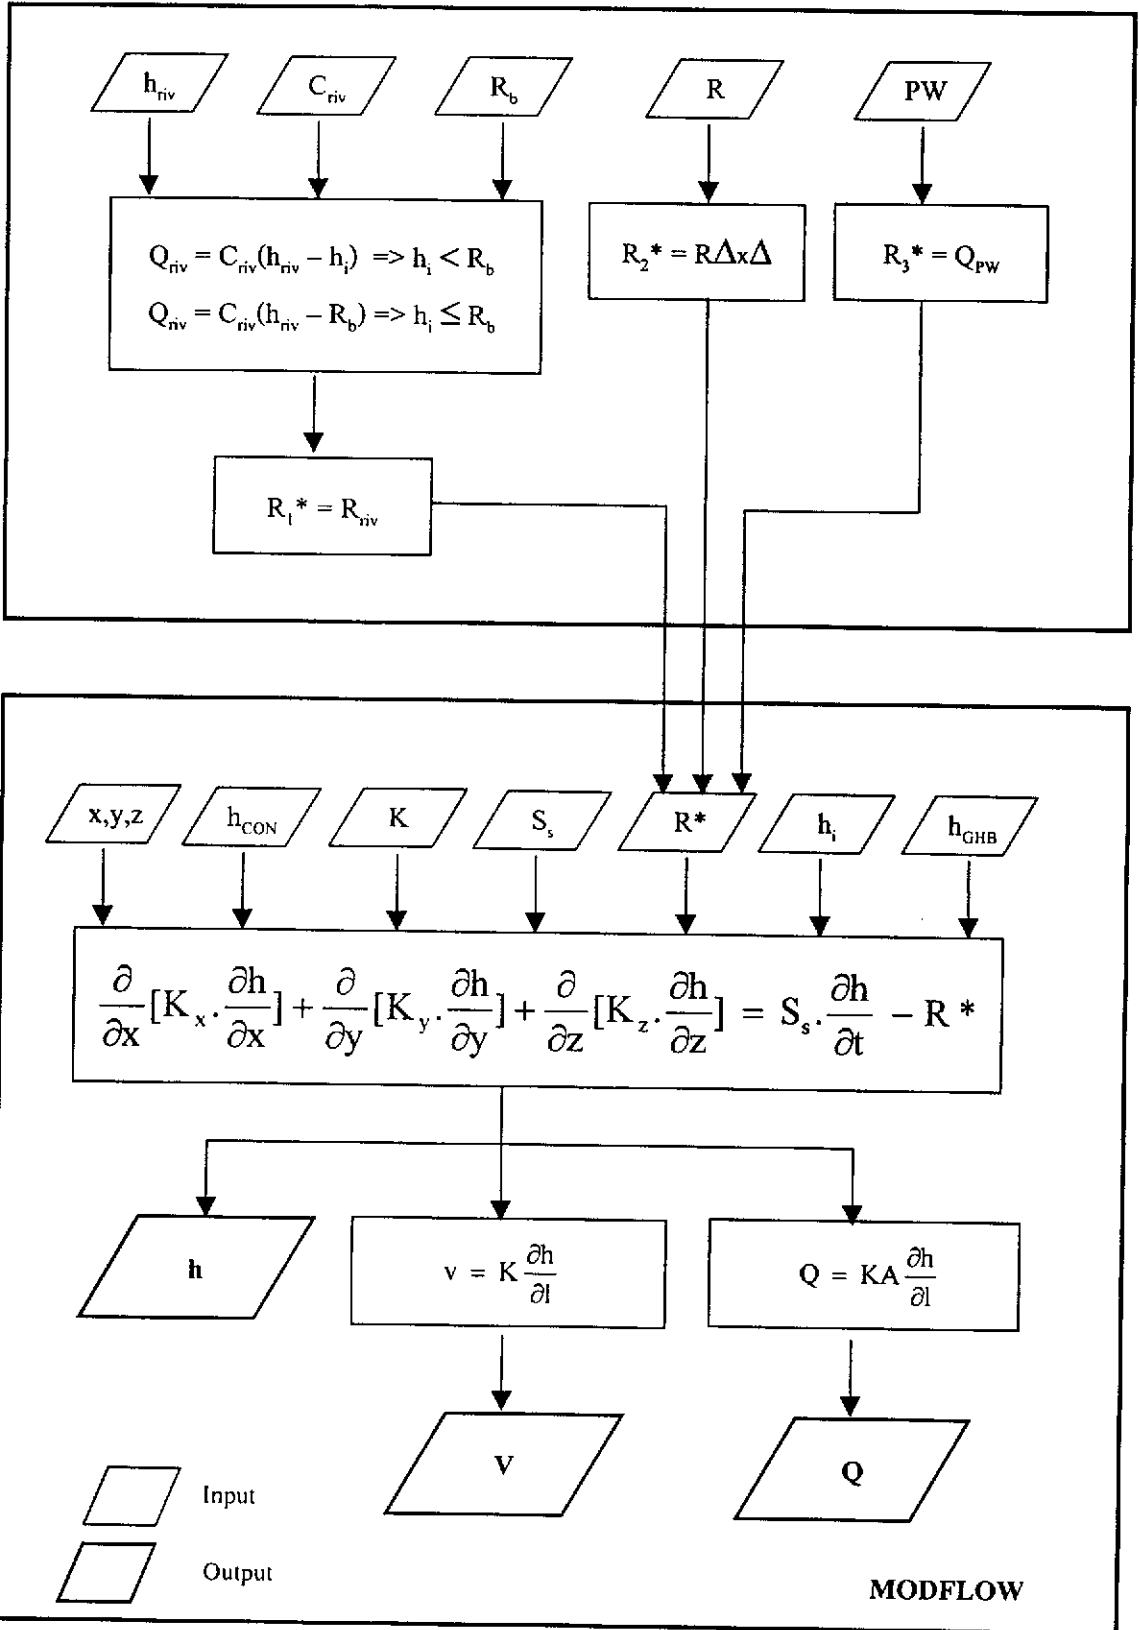 h_riv C_riv R_b R PW
Q_riv = C_riv(h_riv – h_i) => h_i < R_b
Q_riv = C_riv(h_riv – R_b) => h_i ≤ R_b
R_2* = RΔxΔ
R_3* = Q_PW
R_1* = R_riv
x,y,z h_CON K S_s R* h_i h_GHB
∂/∂x[K_x.∂h/∂x] + ∂/∂y[K_y.∂h/∂y] + ∂/∂z[K_z.∂h/∂z] = S_s.∂h/∂t – R*
h
v = K ∂h/∂l
Q = KA ∂h/∂l
V
Q
Input
Output
MODFLOW